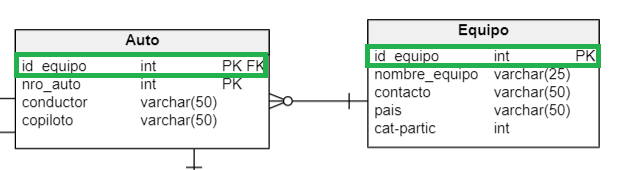 Auto
id_equipo int PK FK
nro_auto int PK
conductor varchar(50)
copiloto varchar(50)
Equipo
id_equipo int PK
nombre_equipo varchar(25)
contacto varchar(50)
pais varchar(50)
cat-partic int